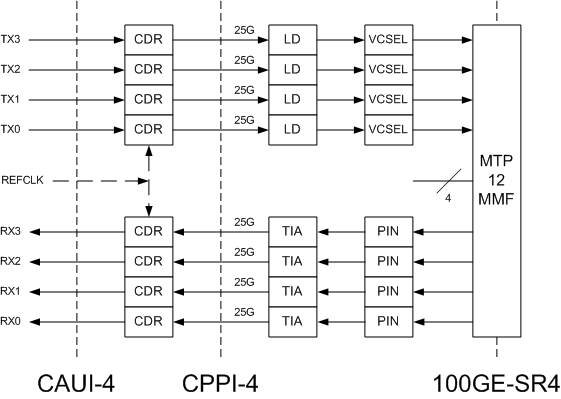 TX3 CDR 25G LD VCSEL
TX2 CDR 25G LD VCSEL
TX1 CDR 25G LD VCSEL
TX0 CDR 25G LD VCSEL
MTP
12
MMF
REFCLK
4
RX3 CDR 25G TIA PIN
RX2 CDR 25G TIA PIN
RX1 CDR 25G TIA PIN
RX0 CDR 25G TIA PIN
CAUI-4 CPPI-4 100GE-SR4